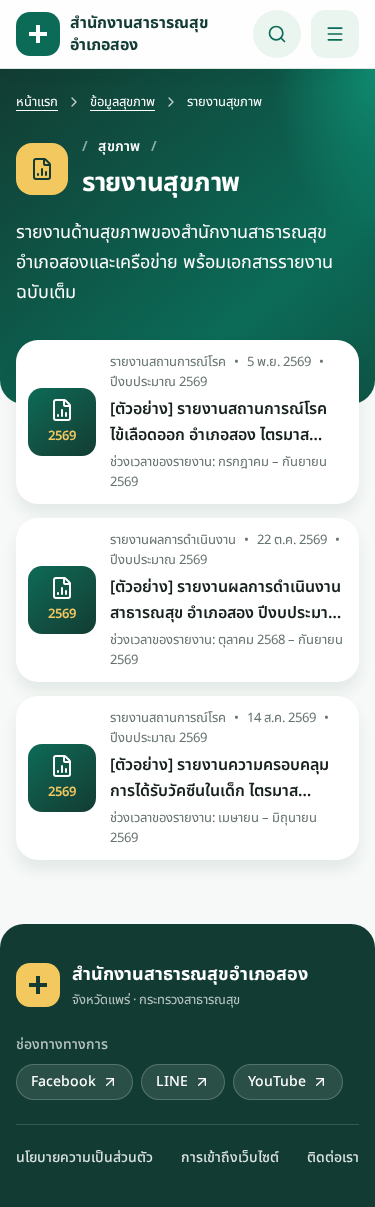 สำนักงานสาธารณสุข
อำเภอสอง
หน้าแรก > ข้อมูลสุขภาพ > รายงานสุขภาพ
/ สุขภาพ /
รายงานสุขภาพ
รายงานด้านสุขภาพของสำนักงานสาธารณสุข
อำเภอสองและเครือข่าย พร้อมเอกสารรายงาน
ฉบับเต็ม
รายงานสถานการณ์โรค • 5 พ.ย. 2569 •
ปีงบประมาณ 2569
[ตัวอย่าง] รายงานสถานการณ์โรค
ไข้เลือดออก อำเภอสอง ไตรมาส...
2569
ช่วงเวลาของรายงาน: กรกฎาคม – กันยายน
2569
รายงานผลการดำเนินงาน • 22 ต.ค. 2569 •
ปีงบประมาณ 2569
[ตัวอย่าง] รายงานผลการดำเนินงาน
สาธารณสุข อำเภอสอง ปีงบประมา...
2569
ช่วงเวลาของรายงาน: ตุลาคม 2568 – กันยายน
2569
รายงานสถานการณ์โรค • 14 ส.ค. 2569 •
ปีงบประมาณ 2569
[ตัวอย่าง] รายงานความครอบคลุม
การได้รับวัคซีนในเด็ก ไตรมาส...
2569
ช่วงเวลาของรายงาน: เมษายน – มิถุนายน
2569
สำนักงานสาธารณสุขอำเภอสอง
จังหวัดแพร่ · กระทรวงสาธารณสุข
ช่องทางทางการ
Facebook LINE YouTube
นโยบายความเป็นส่วนตัว การเข้าถึงเว็บไซต์ ติดต่อเรา